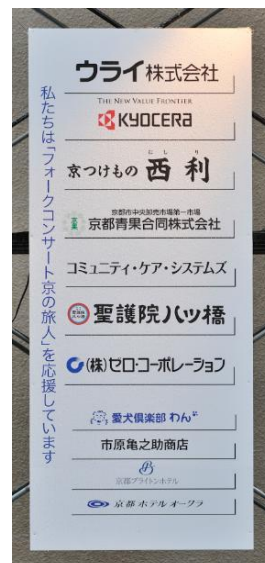 私たちは「フォークコンサート京の旅人」を応援しています
ウライ株式会社
THE NEW VALUE FRONTIER
KYOCERA
にしり
京つけもの 西利
京都市中央卸売市場第一市場
京都青果合同株式会社
コミュニティ・ケア・システムズ
聖護院八ッ橋
(株)ゼロ・コーポレーション
愛犬倶楽部 わん
市原亀之助商店
京都ブライトンホテル
京都ホテルオークラ